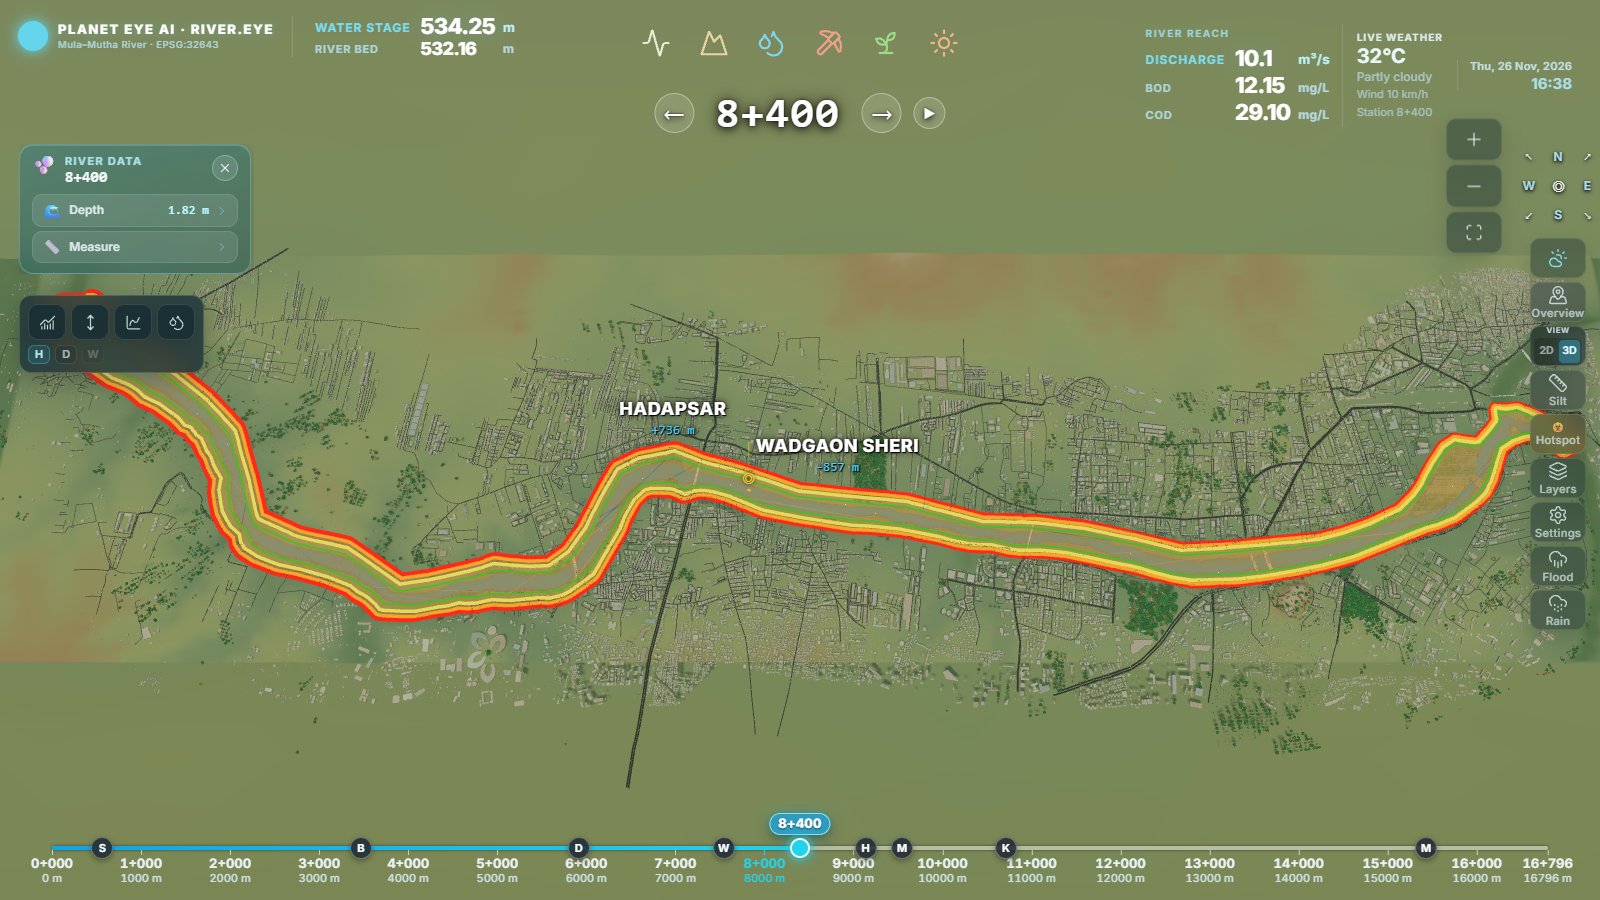 PLANET EYE AI · RIVER.EYE
Mula–Mutha River · EPSG:32643
WATER STAGE 534.25 m
RIVER BED 532.16 m
8+400
RIVER REACH
DISCHARGE 10.1 m³/s
BOD 12.15 mg/L
COD 29.10 mg/L
LIVE WEATHER
32°C
Partly cloudy
Wind 10 km/h
Station 8+400
Thu, 26 Nov, 2026
16:38
N
W E
S
RIVER DATA
8+400
Depth 1.82 m
Measure
H D W
Overview
VIEW
2D 3D
Silt
Hotspot
Layers
Settings
Flood
Rain
HADAPSAR
+736 m
WADGAON SHERI
-857 m
8+400
S B D W H M K M
0+000 1+000 2+000 3+000 4+000 5+000 6+000 7+000 8+000 9+000 10+000 11+000 12+000 13+000 14+000 15+000 16+000 16+796
0 m 1000 m 2000 m 3000 m 4000 m 5000 m 6000 m 7000 m 8000 m 9000 m 10000 m 11000 m 12000 m 13000 m 14000 m 15000 m 16000 m 16796 m